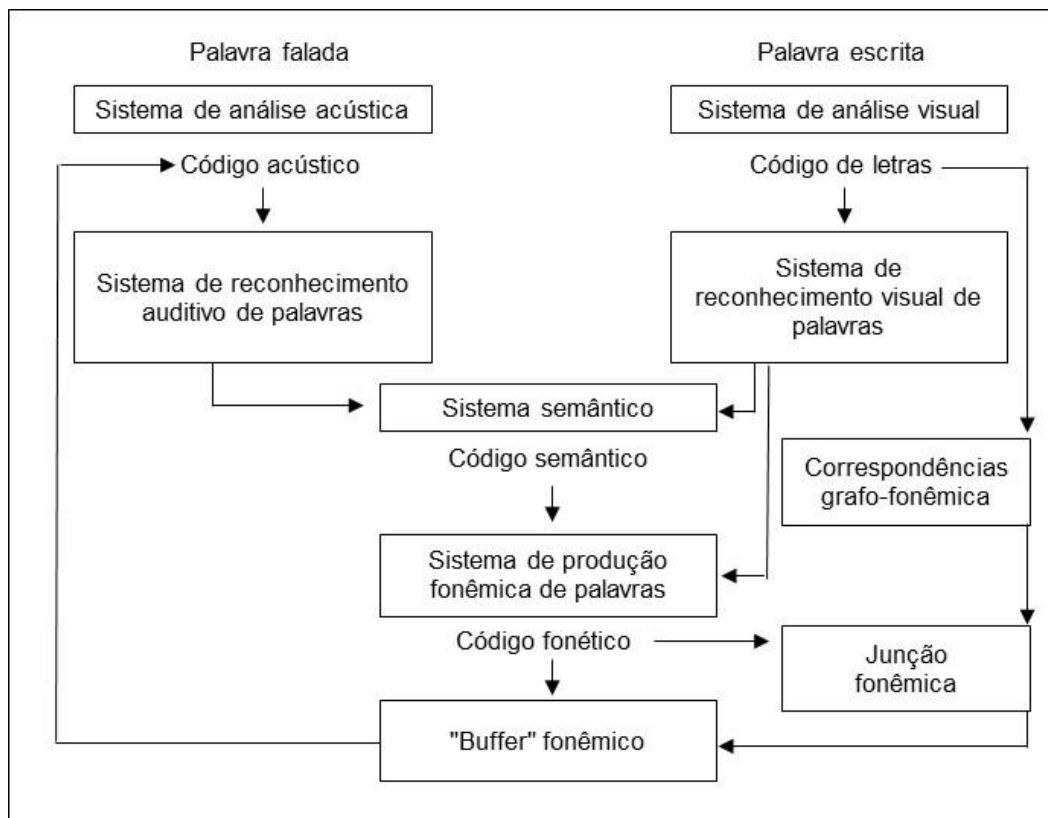 Palavra falada
Palavra escrita
Sistema de análise acústica
Sistema de análise visual
Código acústico
Código de letras
Sistema de reconhecimento
auditivo de palavras
Sistema de
reconhecimento visual de
palavras
Sistema semântico
Código semântico
Correspondências
grafo-fonêmica
Sistema de produção
fonêmica de palavras
Código fonético
Junção
fonêmica
"Buffer" fonêmico